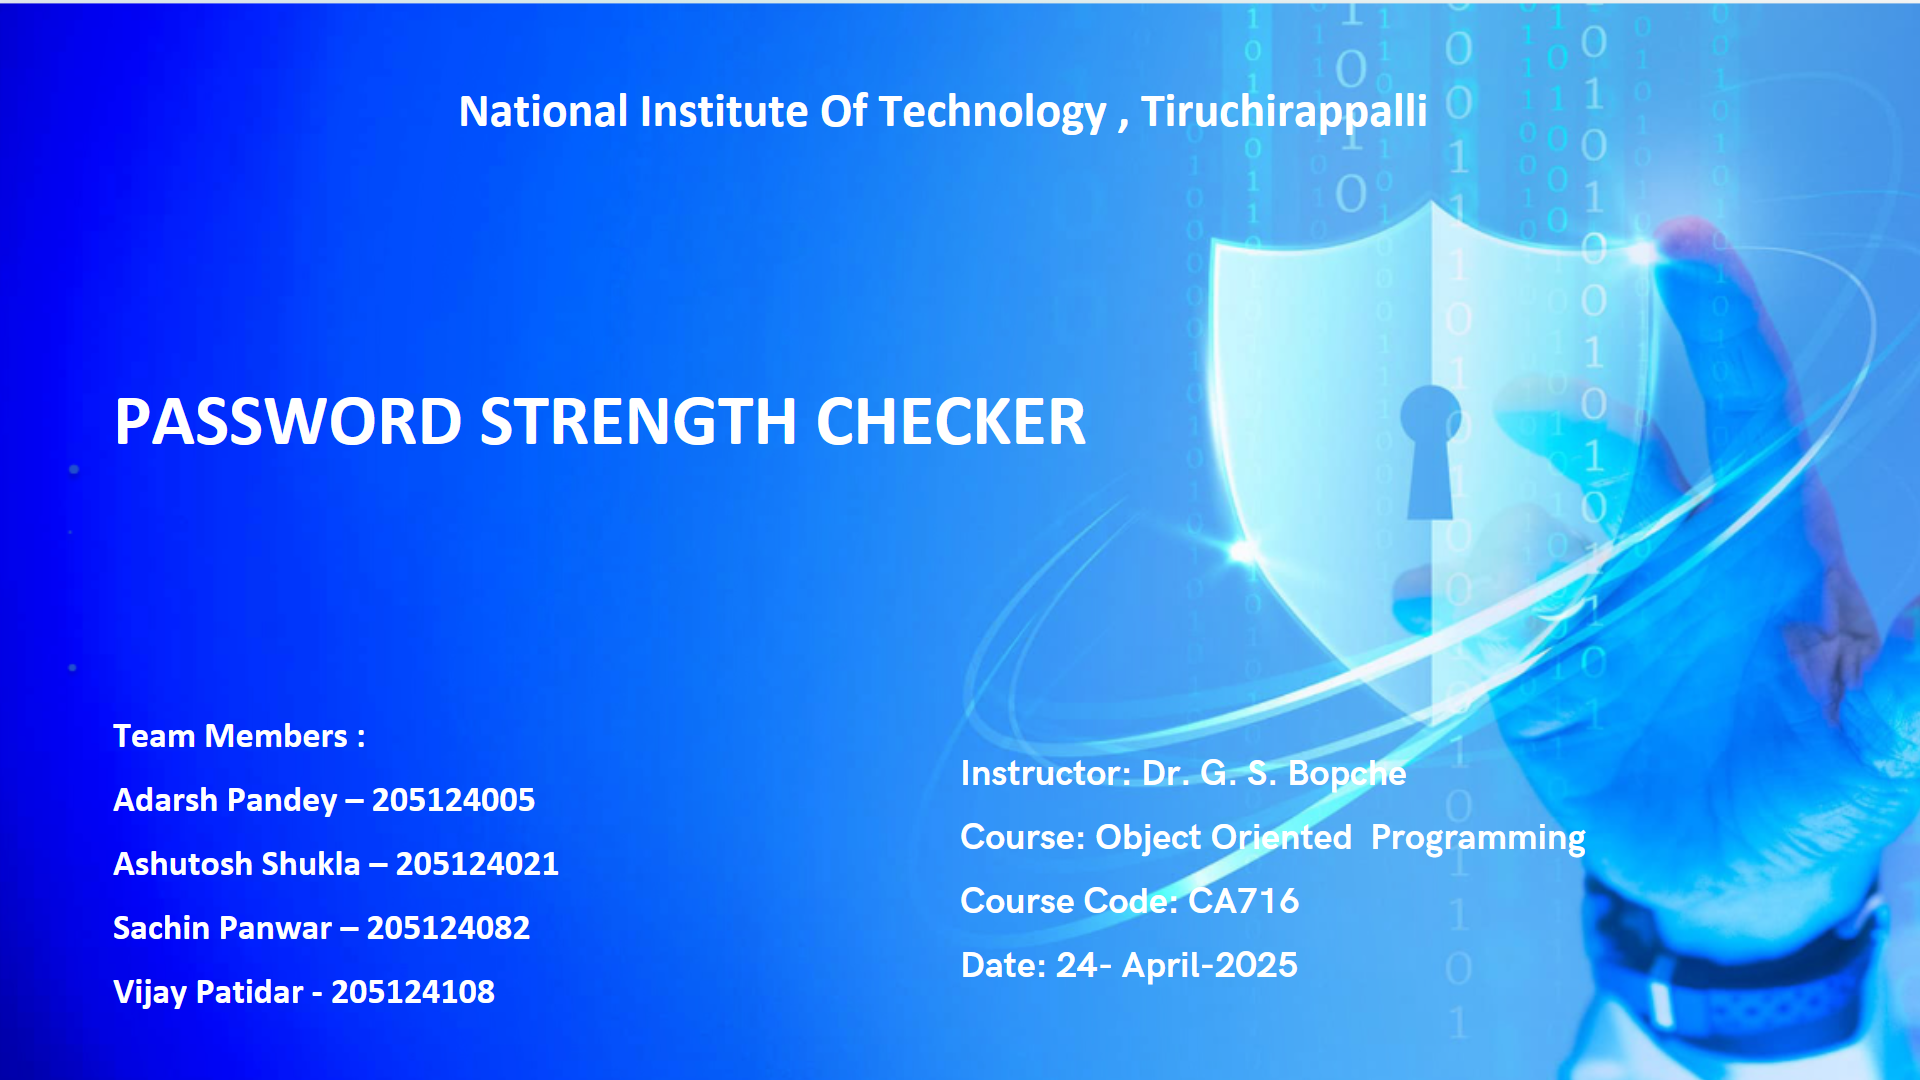 National Institute Of Technology , Tiruchirappalli
PASSWORD STRENGTH CHECKER
Team Members :
Adarsh Pandey – 205124005
Ashutosh Shukla – 205124021
Sachin Panwar – 205124082
Vijay Patidar - 205124108
Instructor: Dr. G. S. Bopche
Course: Object Oriented  Programming
Course Code: CA716
Date: 24- April-2025